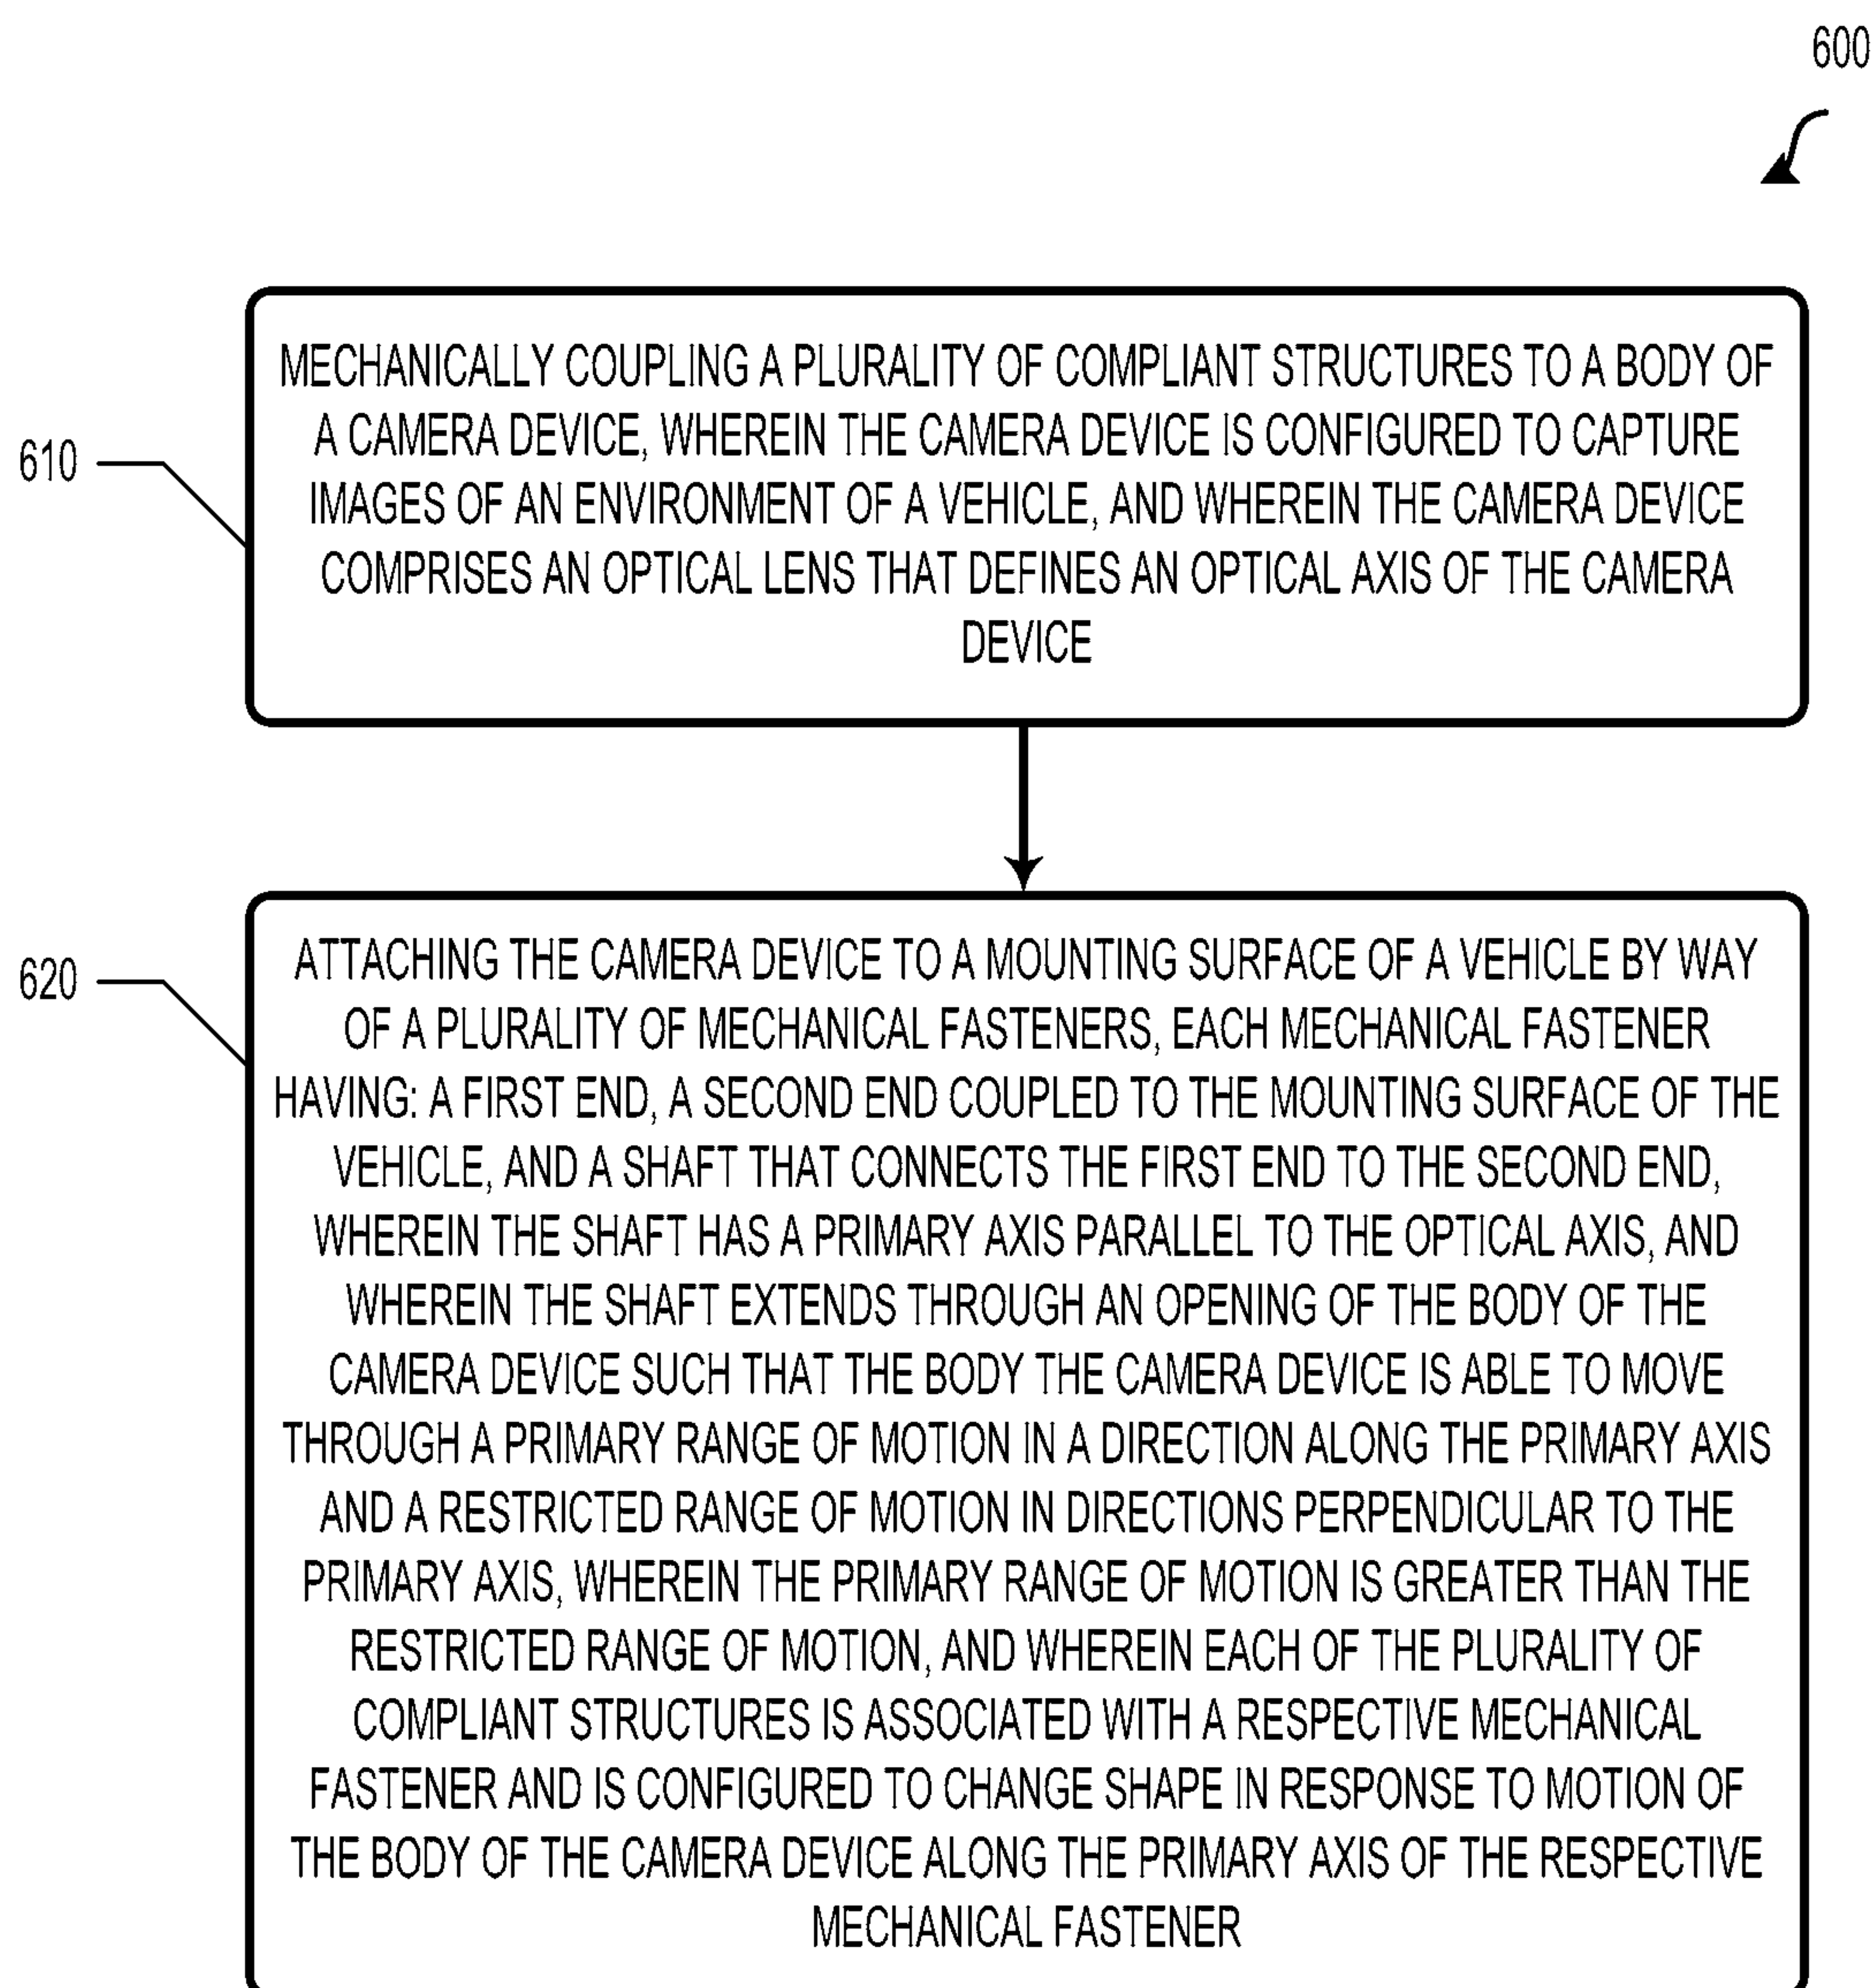 600
610
MECHANICALLY COUPLING A PLURALITY OF COMPLIANT STRUCTURES TO A BODY OF
A CAMERA DEVICE, WHEREIN THE CAMERA DEVICE IS CONFIGURED TO CAPTURE
IMAGES OF AN ENVIRONMENT OF A VEHICLE, AND WHEREIN THE CAMERA DEVICE
COMPRISES AN OPTICAL LENS THAT DEFINES AN OPTICAL AXIS OF THE CAMERA
DEVICE
620
ATTACHING THE CAMERA DEVICE TO A MOUNTING SURFACE OF A VEHICLE BY WAY
OF A PLURALITY OF MECHANICAL FASTENERS, EACH MECHANICAL FASTENER
HAVING: A FIRST END, A SECOND END COUPLED TO THE MOUNTING SURFACE OF THE
VEHICLE, AND A SHAFT THAT CONNECTS THE FIRST END TO THE SECOND END,
WHEREIN THE SHAFT HAS A PRIMARY AXIS PARALLEL TO THE OPTICAL AXIS, AND
WHEREIN THE SHAFT EXTENDS THROUGH AN OPENING OF THE BODY OF THE
CAMERA DEVICE SUCH THAT THE BODY THE CAMERA DEVICE IS ABLE TO MOVE
THROUGH A PRIMARY RANGE OF MOTION IN A DIRECTION ALONG THE PRIMARY AXIS
AND A RESTRICTED RANGE OF MOTION IN DIRECTIONS PERPENDICULAR TO THE
PRIMARY AXIS, WHEREIN THE PRIMARY RANGE OF MOTION IS GREATER THAN THE
RESTRICTED RANGE OF MOTION, AND WHEREIN EACH OF THE PLURALITY OF
COMPLIANT STRUCTURES IS ASSOCIATED WITH A RESPECTIVE MECHANICAL
FASTENER AND IS CONFIGURED TO CHANGE SHAPE IN RESPONSE TO MOTION OF
THE BODY OF THE CAMERA DEVICE ALONG THE PRIMARY AXIS OF THE RESPECTIVE
MECHANICAL FASTENER